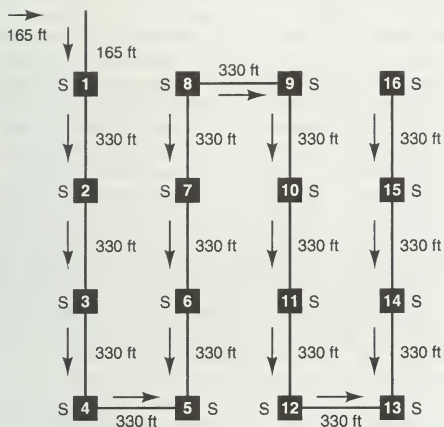 165 ft
165 ft
330 ft
S 1
S 8
9 S
16 S
330 ft
330 ft
330 ft
330 ft
S 2
S 7
10 S
15 S
330 ft
330 ft
330 ft
330 ft
S 3
S 6
11 S
14 S
330 ft
330 ft
330 ft
330 ft
S 4
5 S
S 12
13 S
330 ft
330 ft